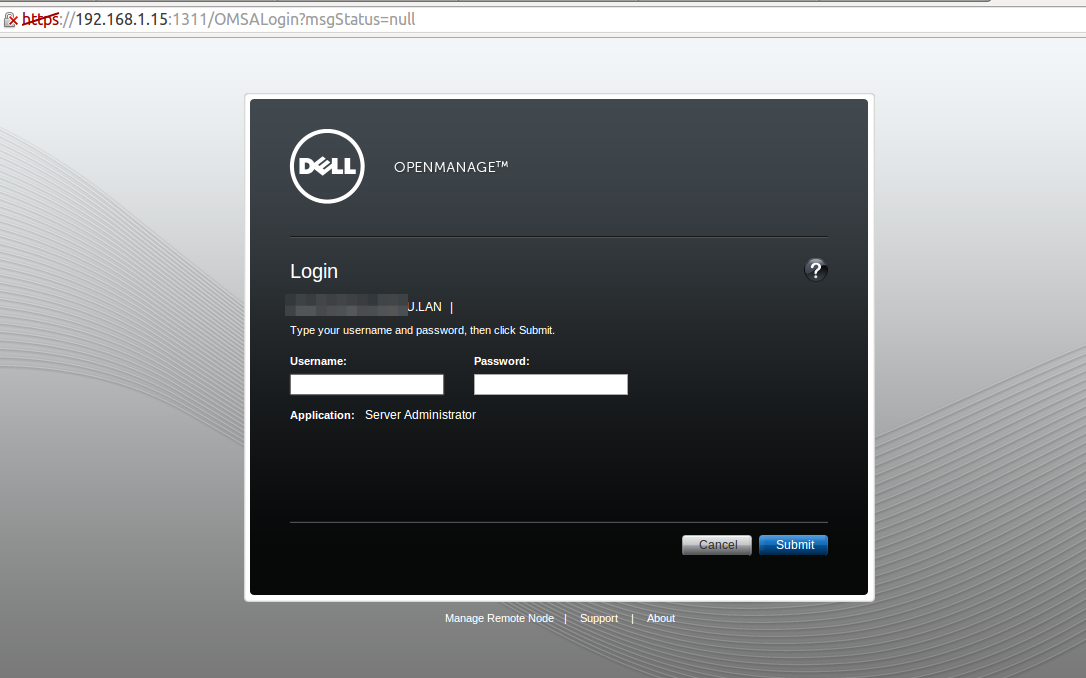 https://192.168.1.15:1311/OMSALogin?msgStatus=null
DELL OPENMANAGE™
Login ?
U.LAN |
Type your username and password, then click Submit.
Username: Password:
Application: Server Administrator
Cancel Submit
Manage Remote Node | Support | About